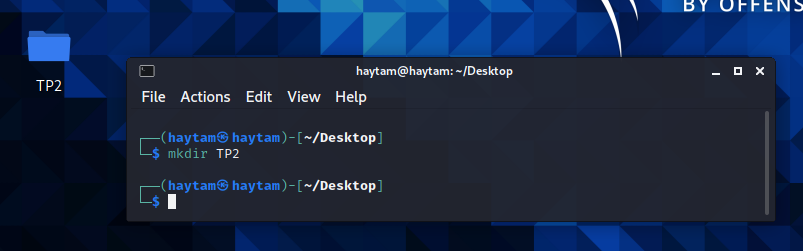 BY OFFENS
TP2
haytam@haytam: ~/Desktop
File Actions Edit View Help
┌──(haytam㉿haytam)-[~/Desktop]
└─$ mkdir TP2
┌──(haytam㉿haytam)-[~/Desktop]
└─$